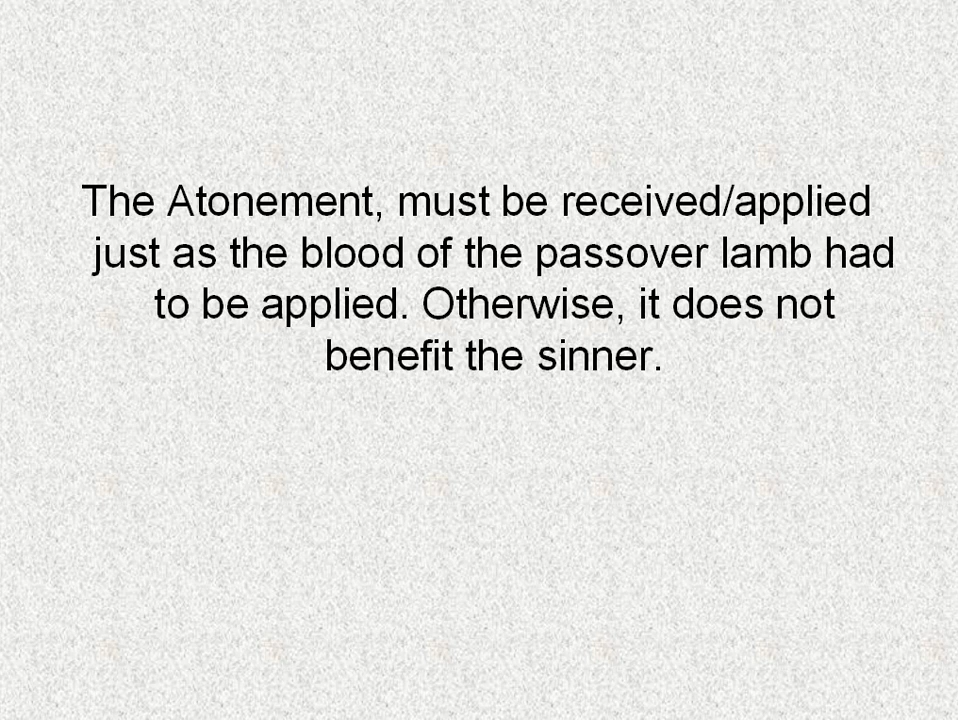 The Atonement, must be received/applied
just as the blood of the passover lamb had
to be applied. Otherwise, it does not
benefit the sinner.